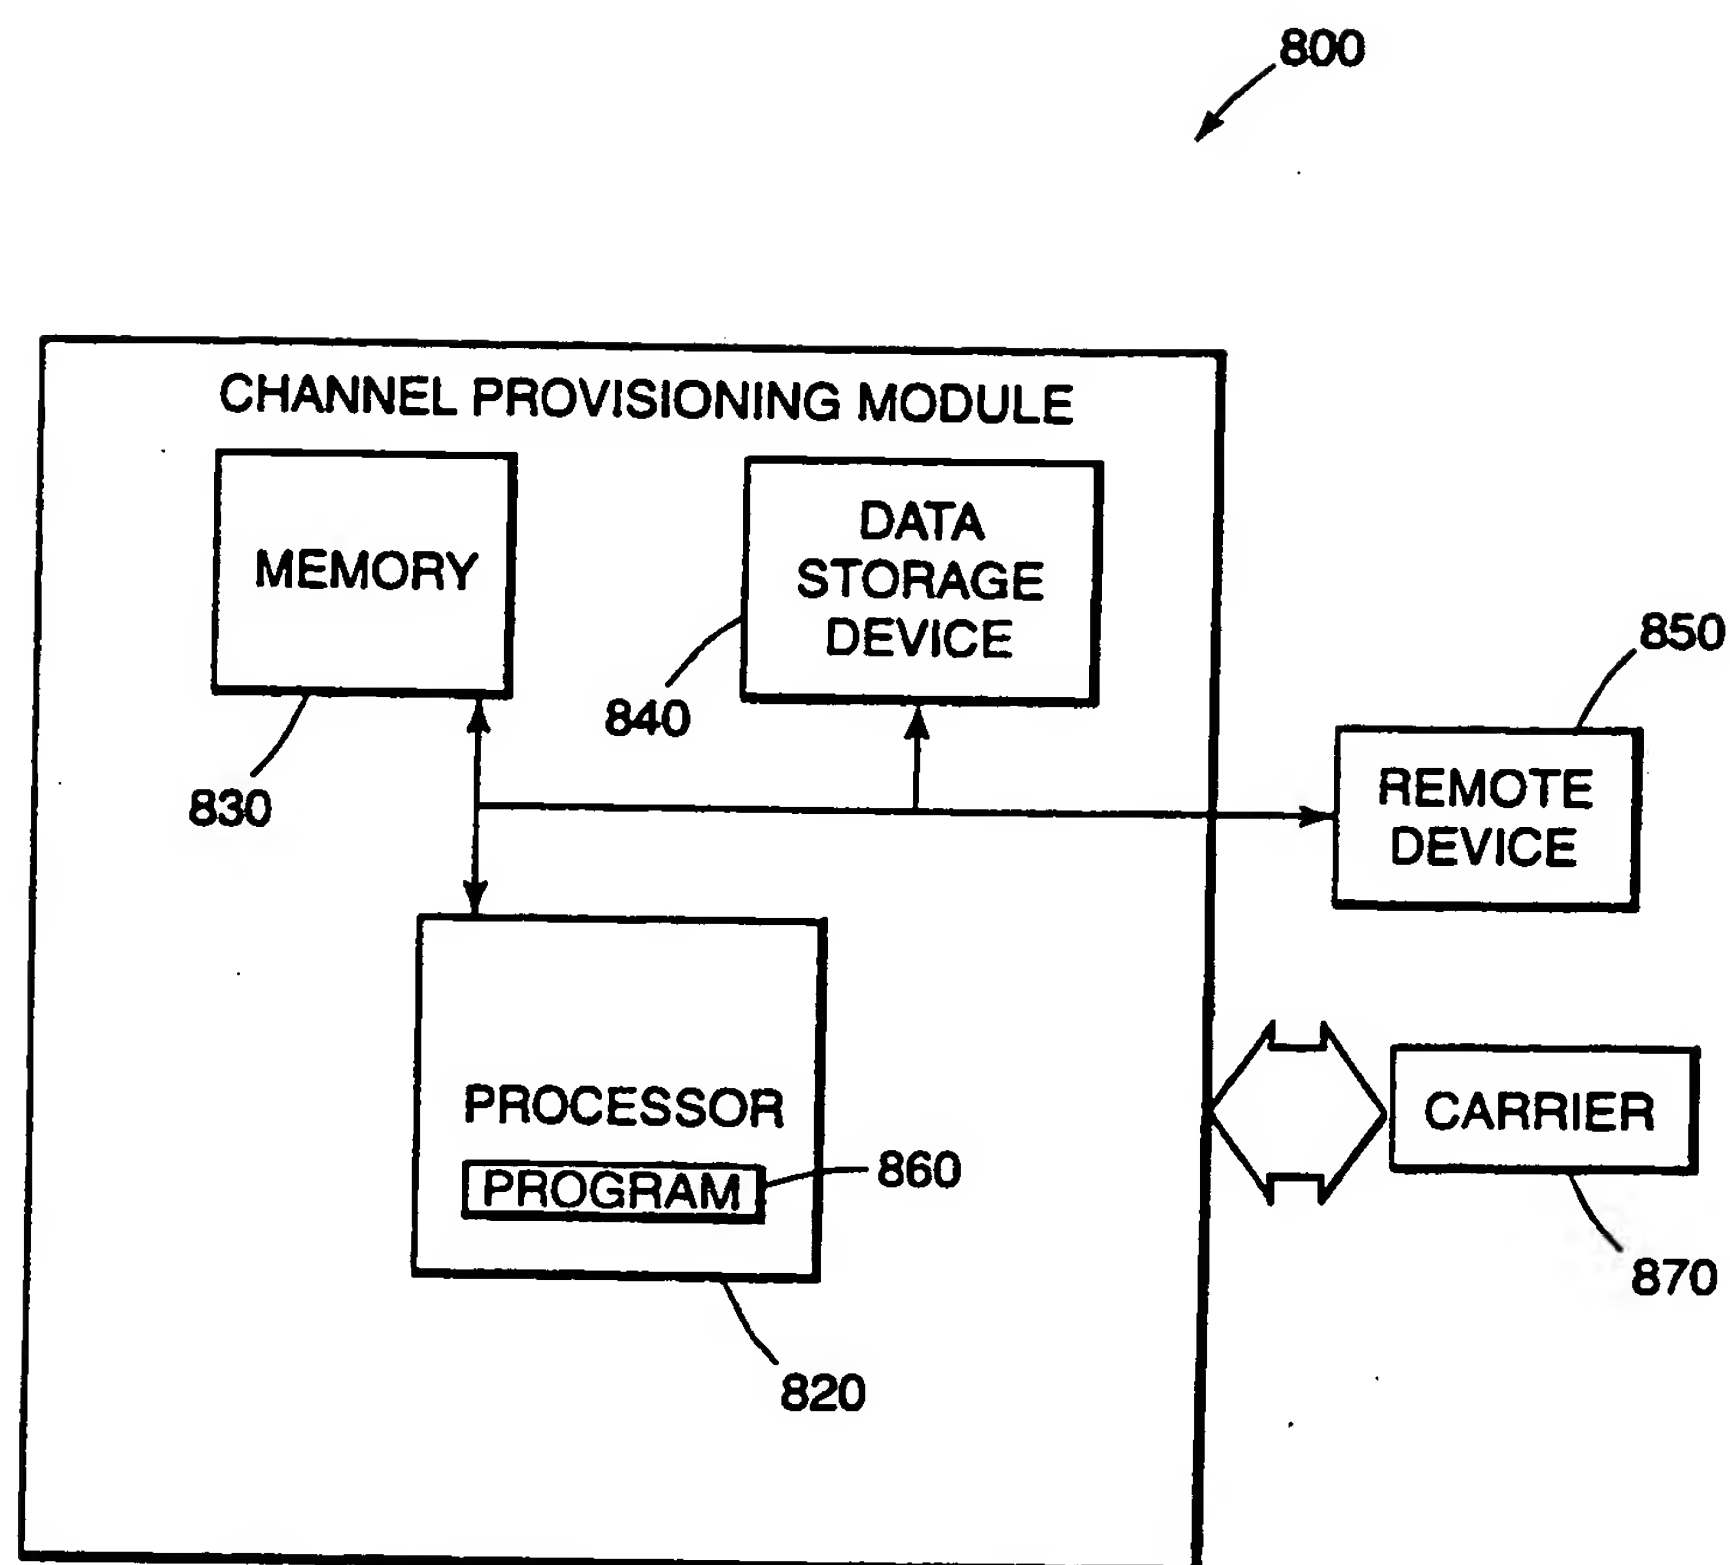 800
CHANNEL PROVISIONING MODULE
MEMORY
DATA
STORAGE
DEVICE
830
840
850
REMOTE
DEVICE
PROCESSOR
PROGRAM
860
820
CARRIER
870